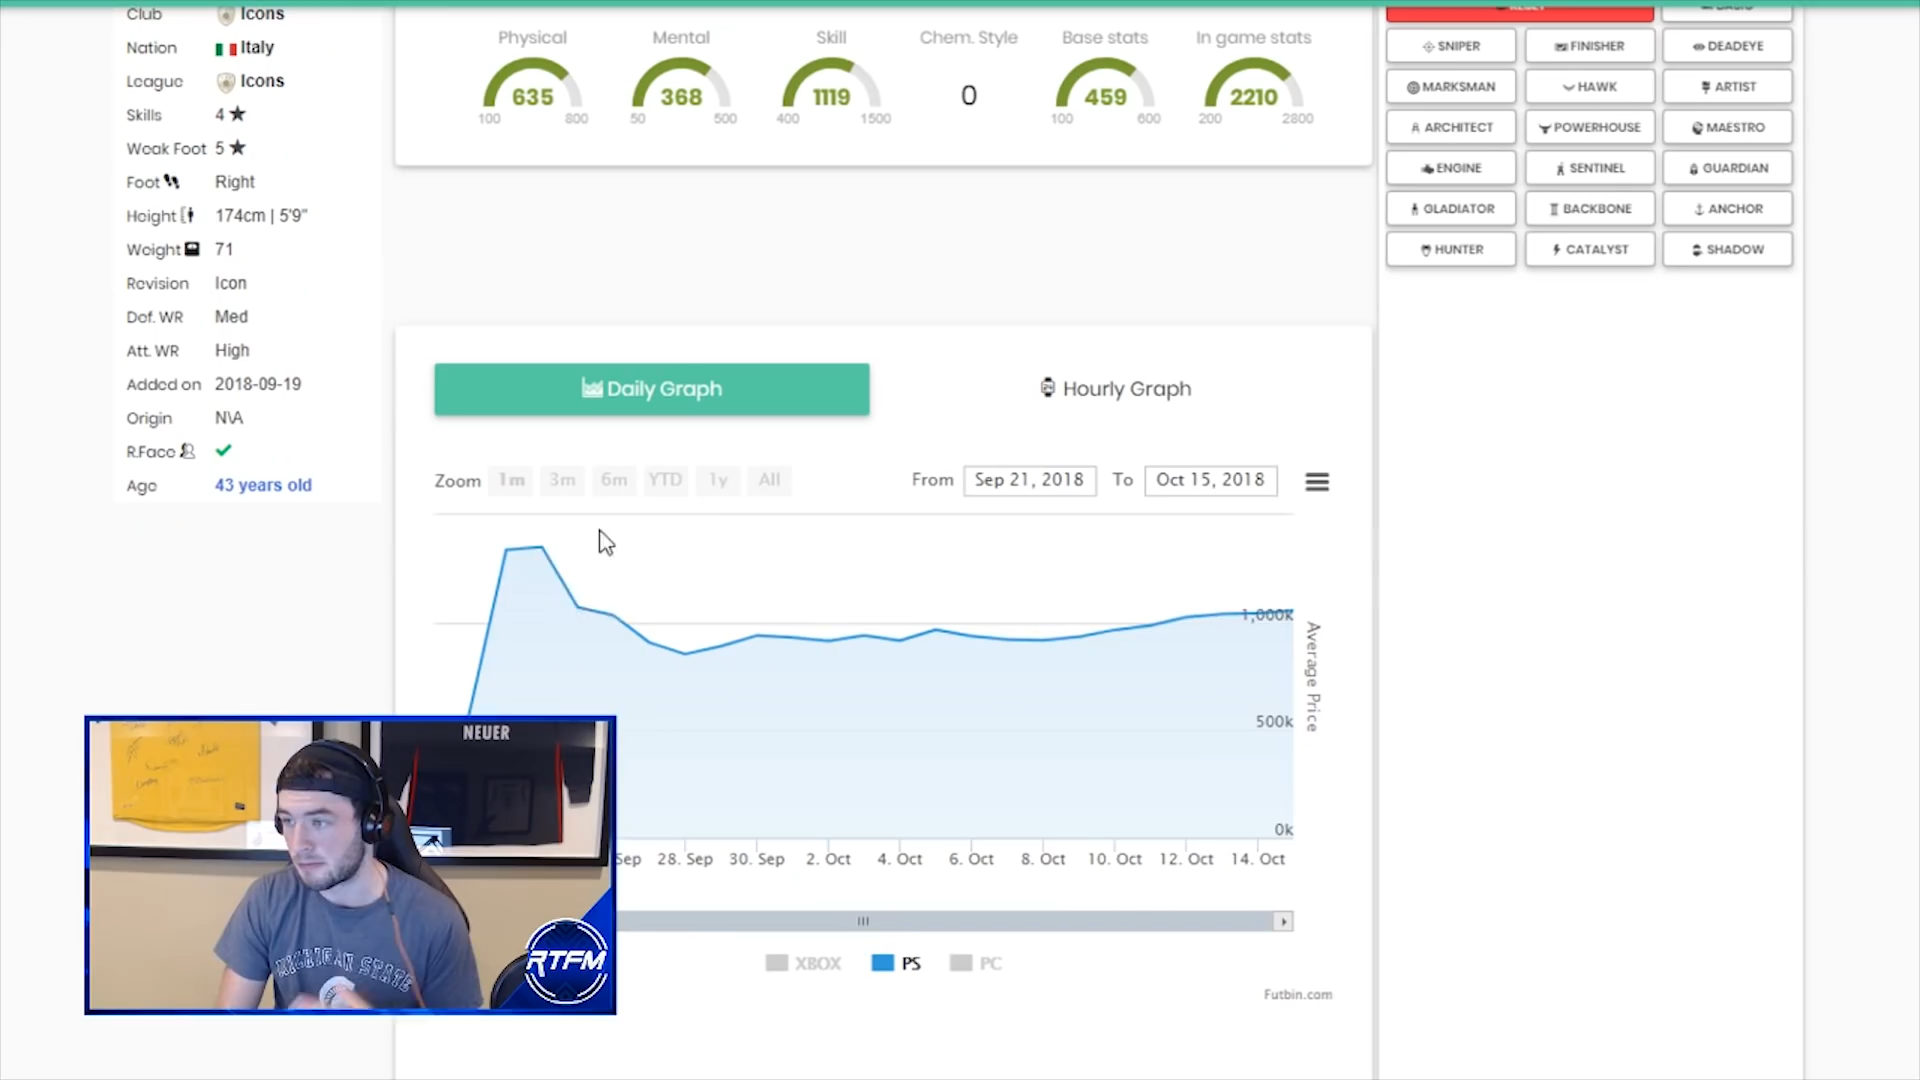 Club Icons
Nation Italy
League Icons
Skills 4
Weak Foot 5
Foot Right
Height 174cm | 5'9"
Weight 71
Revision Icon
Def. WR Med
Att. WR High
Added on 2018-09-19
Origin N\A
R.Face
Age 43 years old
Physical Mental Skill Chem. Style Base stats In game stats
635 368 1119 0 459 2210
100 800 50 500 400 1500 100 600 200 2800
RESET BASIC
SNIPER FINISHER DEADEYE
MARKSMAN HAWK ARTIST
ARCHITECT POWERHOUSE MAESTRO
ENGINE SENTINEL GUARDIAN
GLADIATOR BACKBONE ANCHOR
HUNTER CATALYST SHADOW
Daily Graph Hourly Graph
Zoom 1m 3m 6m YTD 1y All From Sep 21, 2018 To Oct 15, 2018
1,000k
500k
0k
Average Price
Sep 28. Sep 30. Sep 2. Oct 4. Oct 6. Oct 8. Oct 10. Oct 12. Oct 14. Oct
XBOX PS PC
Futbin.com
NEUER
MICHIGAN STATE
RTFM